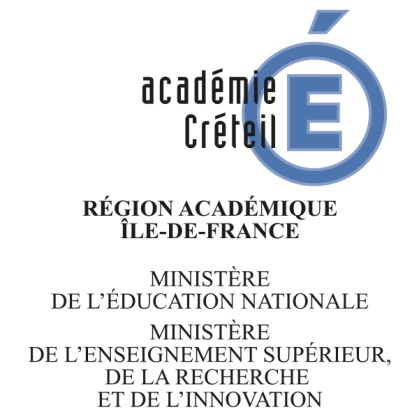 académie
Créteil
É
RÉGION ACADÉMIQUE
ÎLE-DE-FRANCE
MINISTÈRE
DE L’ÉDUCATION NATIONALE
MINISTÈRE
DE L’ENSEIGNEMENT SUPÉRIEUR,
DE LA RECHERCHE
ET DE L’INNOVATION